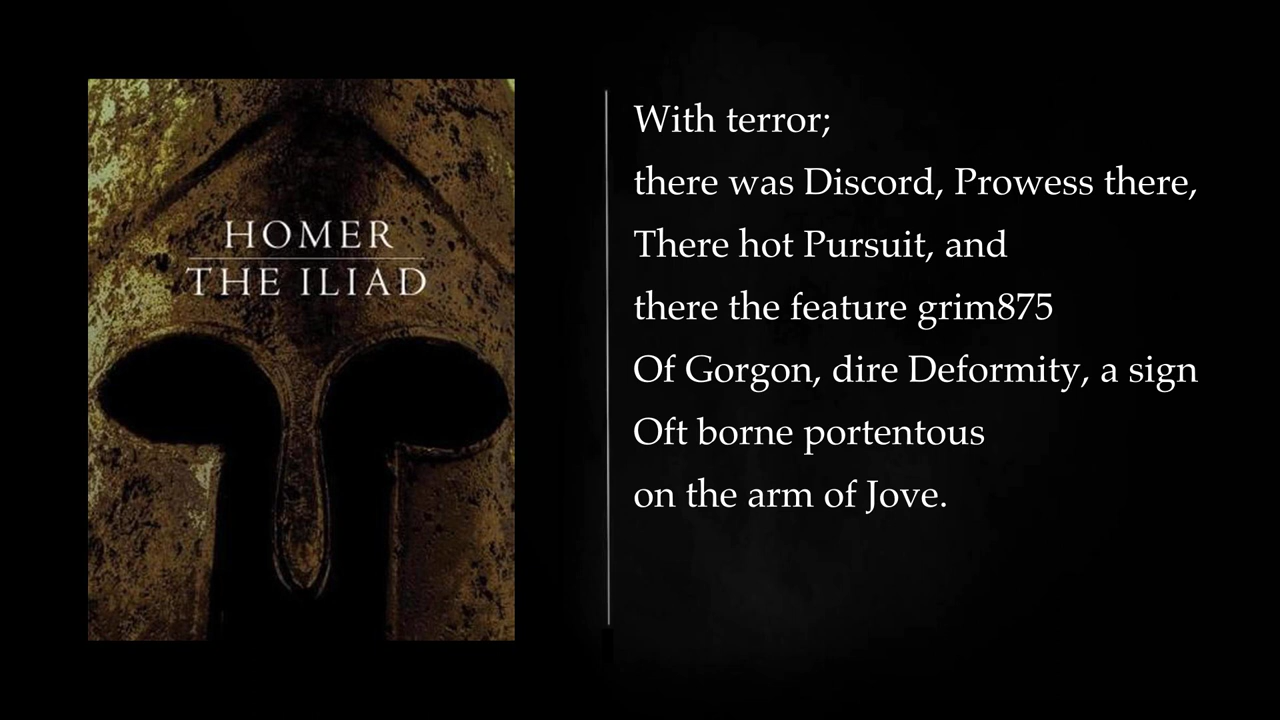 HOMER
THE ILIAD
With terror;
there was Discord, Prowess there,
There hot Pursuit, and
there the feature grim875
Of Gorgon, dire Deformity, a sign
Oft borne portentous
on the arm of Jove.